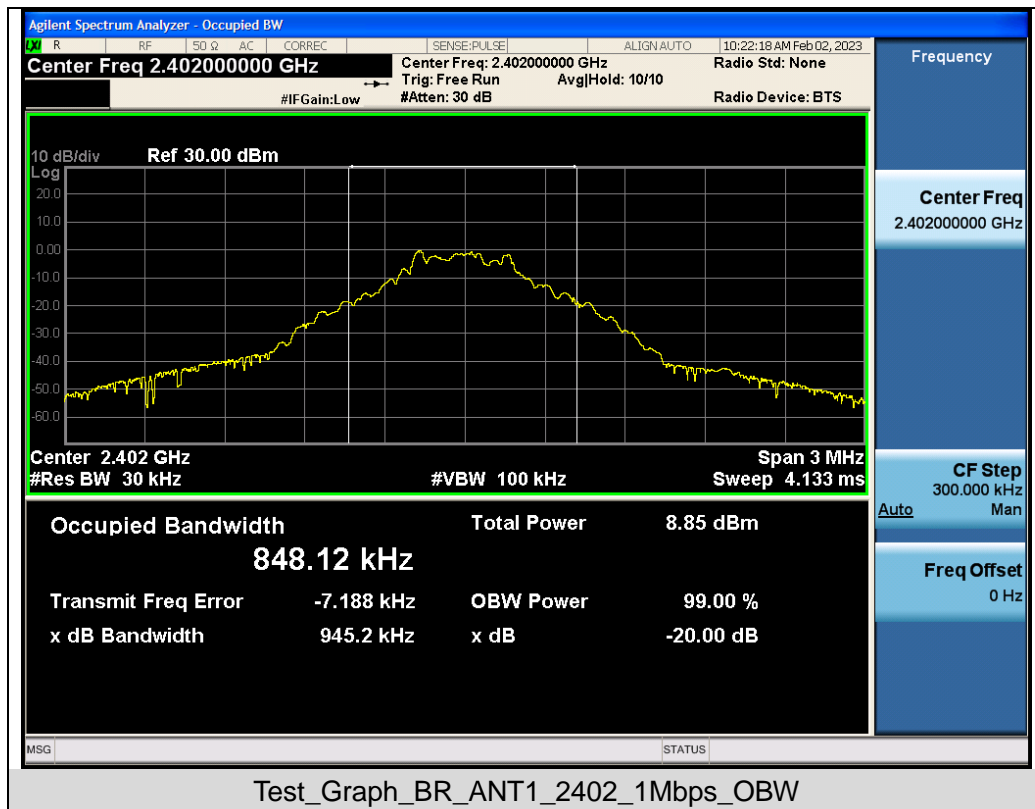 Agilent Spectrum Analyzer - Occupied BW
LXI R RF 50 Ω AC CORREC SENSE:PULSE ALIGN AUTO 10:22:18 AM Feb 02, 2023
Center Freq 2.402000000 GHz Center Freq: 2.402000000 GHz Radio Std: None
Trig: Free Run Avg|Hold: 10/10
#IFGain:Low #Atten: 30 dB Radio Device: BTS
10 dB/div Ref 30.00 dBm
Log
20.0
10.0
0.00
-10.0
-20.0
-30.0
-40.0
-50.0
-60.0
Center 2.402 GHz Span 3 MHz
#Res BW 30 kHz #VBW 100 kHz Sweep 4.133 ms
Occupied Bandwidth Total Power 8.85 dBm
848.12 kHz
Transmit Freq Error -7.188 kHz OBW Power 99.00 %
x dB Bandwidth 945.2 kHz x dB -20.00 dB
MSG STATUS
Frequency
Center Freq
2.402000000 GHz
CF Step
300.000 kHz
Auto Man
Freq Offset
0 Hz
Test_Graph_BR_ANT1_2402_1Mbps_OBW